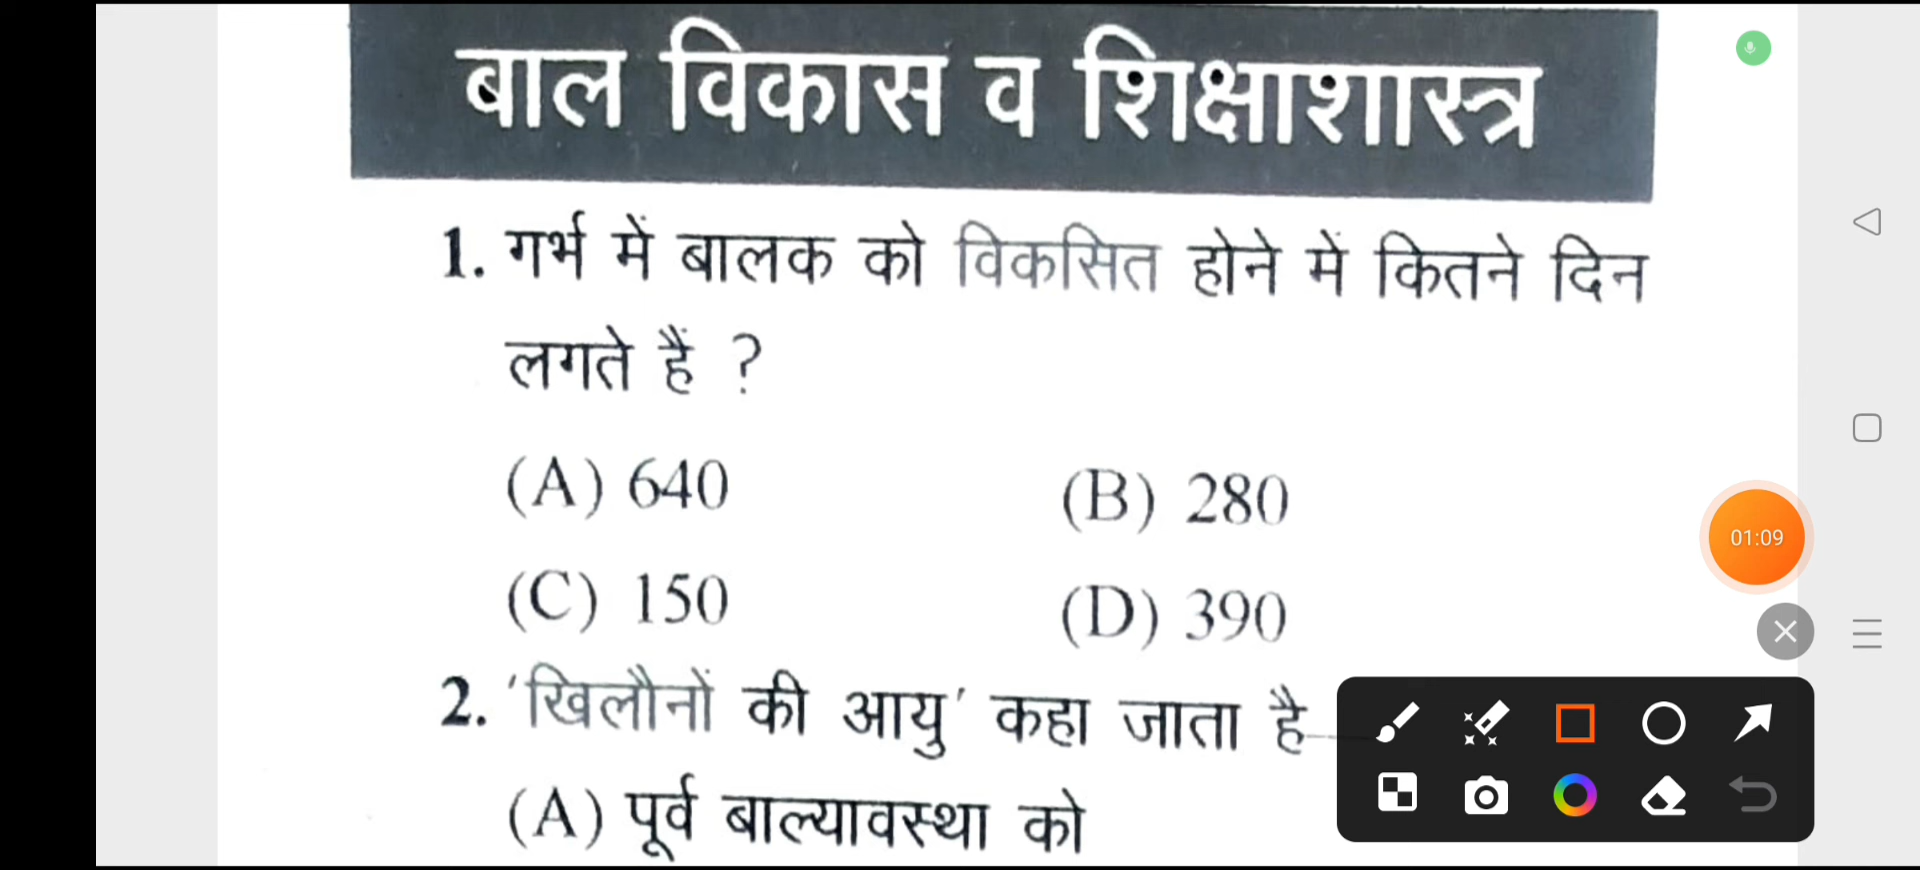 बाल विकास व शिक्षाशास्त्र
1. गर्भ में बालक को विकसित होने में कितने दिन
लगते हैं ?
(A) 640 (B) 280
(C) 150 (D) 390
01:09
2. 'खिलौनों की आयु' कहा जाता है–
(A) पूर्व बाल्यावस्था को